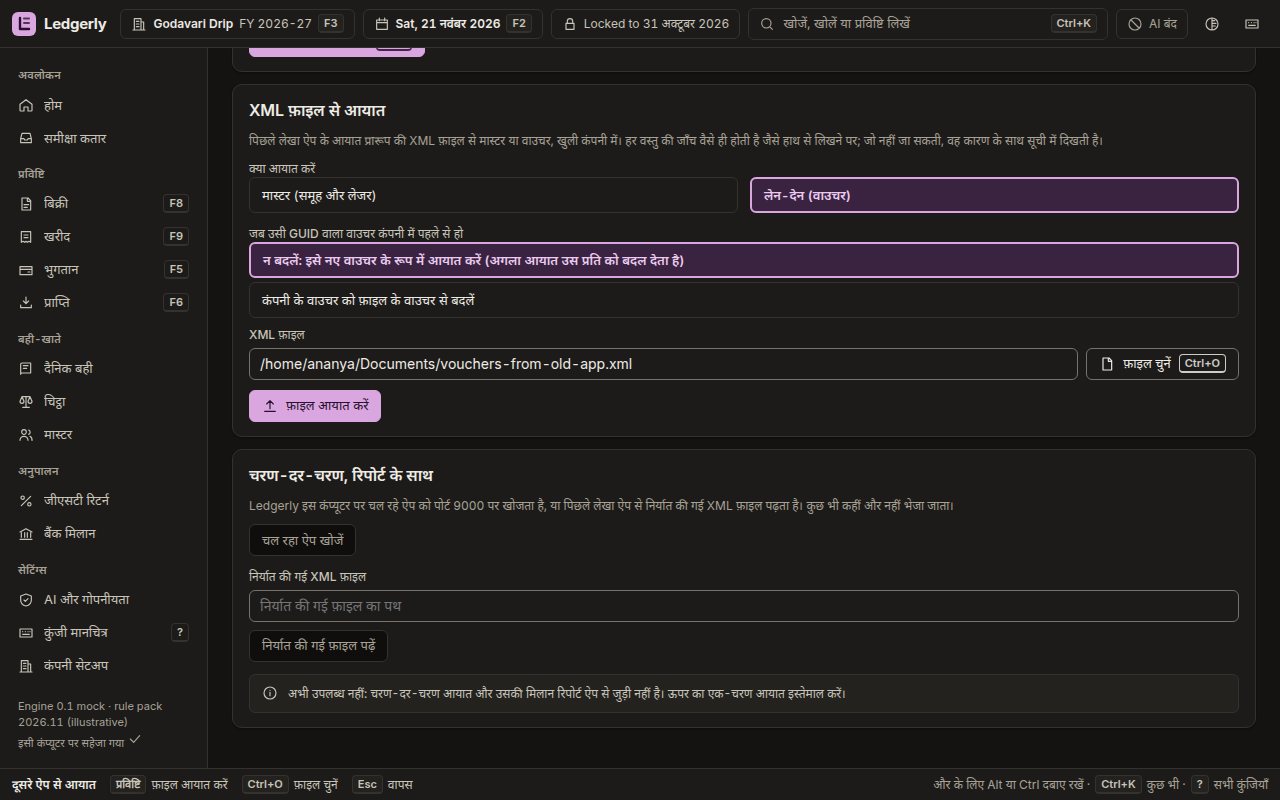 Ledgerly
Godavari Drip FY 2026-27 F3
Sat, 21 नवंबर 2026 F2
Locked to 31 अक्टूबर 2026
खोजें, खोलें या प्रविष्टि लिखें Ctrl+K
AI बंद
अवलोकन
होम
समीक्षा कतार
प्रविष्टि
बिक्री F8
खरीद F9
भुगतान F5
प्राप्ति F6
बही-खाते
दैनिक बही
चिट्ठा
मास्टर
अनुपालन
जीएसटी रिटर्न
बैंक मिलान
सेटिंग्स
AI और गोपनीयता
कुंजी मानचित्र ?
कंपनी सेटअप
Engine 0.1 mock · rule pack
2026.11 (illustrative)
इसी कंप्यूटर पर सहेजा गया
XML फ़ाइल से आयात
पिछले लेखा ऐप के आयात प्रारूप की XML फ़ाइल से मास्टर या वाउचर, खुली कंपनी में। हर वस्तु की जाँच वैसे ही होती है जैसे हाथ से लिखने पर; जो नहीं जा सकती, वह कारण के साथ सूची में दिखती है।
क्या आयात करें
मास्टर (समूह और लेजर)
लेन-देन (वाउचर)
जब उसी GUID वाला वाउचर कंपनी में पहले से हो
न बदलें: इसे नए वाउचर के रूप में आयात करें (अगला आयात उस प्रति को बदल देता है)
कंपनी के वाउचर को फ़ाइल के वाउचर से बदलें
XML फ़ाइल
/home/ananya/Documents/vouchers-from-old-app.xml
फ़ाइल चुनें Ctrl+O
फ़ाइल आयात करें
चरण-दर-चरण, रिपोर्ट के साथ
Ledgerly इस कंप्यूटर पर चल रहे ऐप को पोर्ट 9000 पर खोजता है, या पिछले लेखा ऐप से निर्यात की गई XML फ़ाइल पढ़ता है। कुछ भी कहीं और नहीं भेजा जाता।
चल रहा ऐप खोजें
निर्यात की गई XML फ़ाइल
निर्यात की गई फ़ाइल का पथ
निर्यात की गई फ़ाइल पढ़ें
अभी उपलब्ध नहीं: चरण-दर-चरण आयात और उसकी मिलान रिपोर्ट ऐप से जुड़ी नहीं है। ऊपर का एक-चरण आयात इस्तेमाल करें।
दूसरे ऐप से आयात प्रविष्टि फ़ाइल आयात करें Ctrl+O फ़ाइल चुनें Esc वापस
और के लिए Alt या Ctrl दबाए रखें · Ctrl+K कुछ भी · ? सभी कुंजियाँ